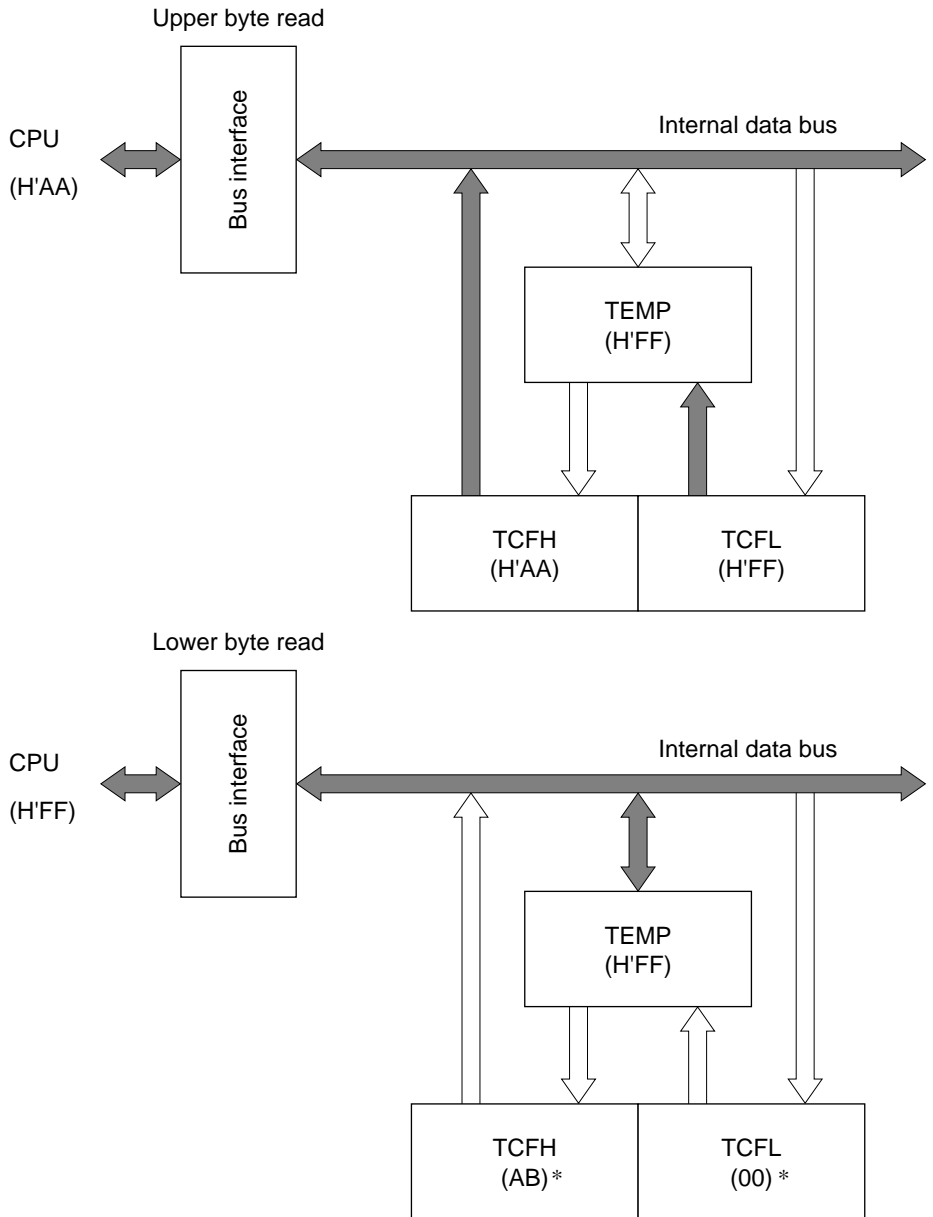 Upper byte read
Bus interface
CPU
(H'AA)
Internal data bus
TEMP
(H'FF)
TCFH
(H'AA)
TCFL
(H'FF)
Lower byte read
Bus interface
CPU
(H'FF)
Internal data bus
TEMP
(H'FF)
TCFH
(AB)*
TCFL
(00) *